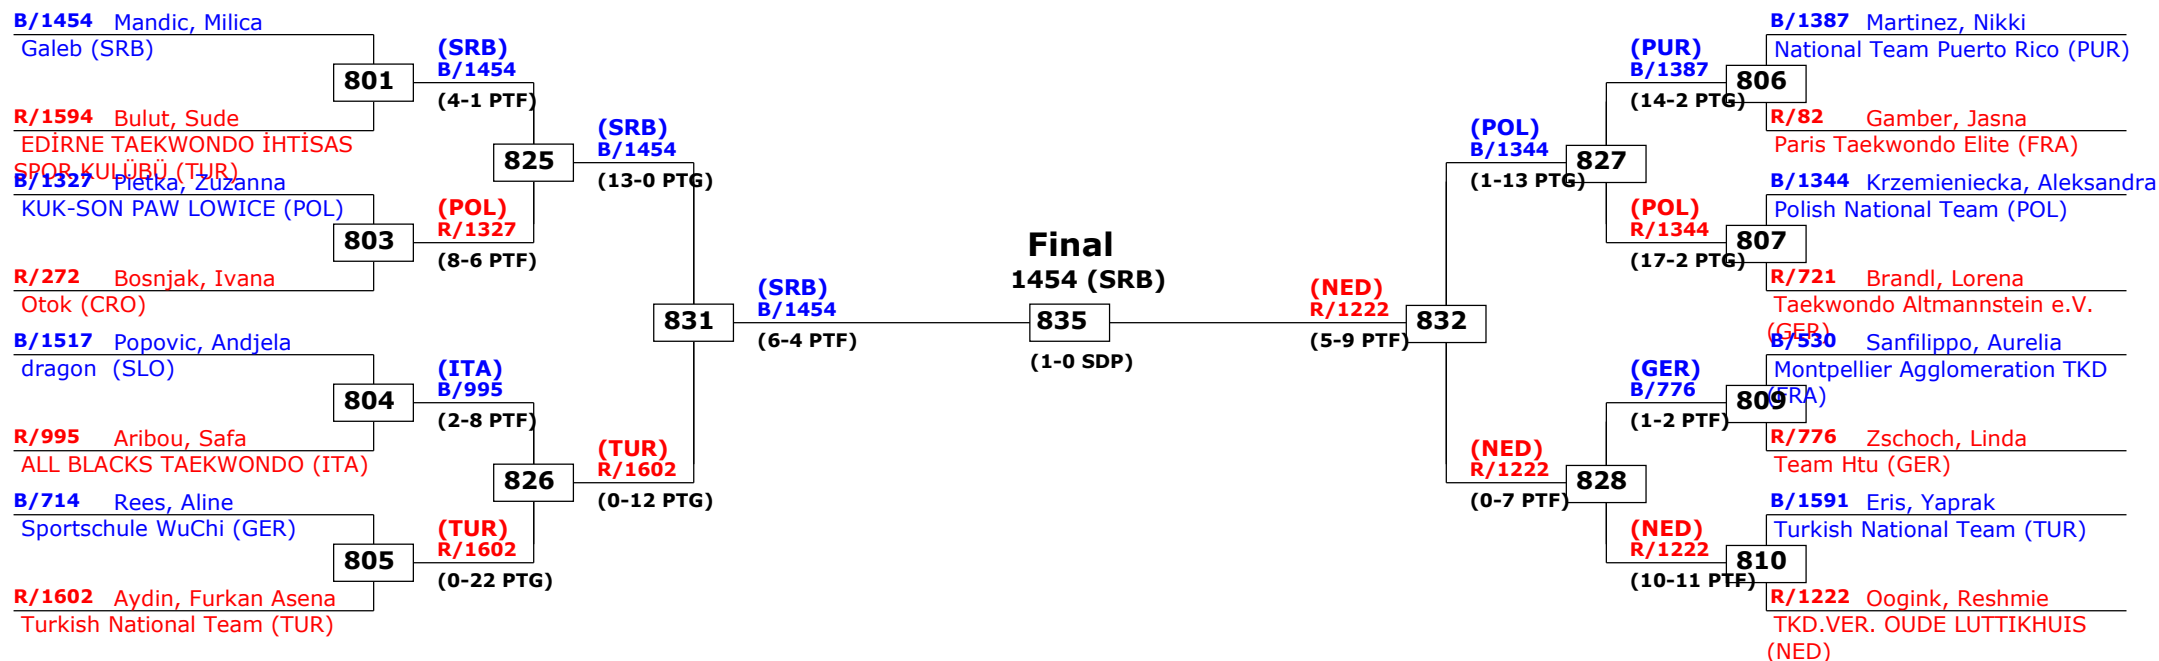 B/1454 Mandic, Milica
Galeb (SRB)
801
R/1594 Bulut, Sude
EDİRNE TAEKWONDO İHTİSAS
SPOR KULÜBÜ (TUR)
(SRB)
B/1454
(4-1 PTF)
B/1327 Pietka, Zuzanna
KUK-SON PAW LOWICE (POL)
803
R/272 Bosnjak, Ivana
Otok (CRO)
(POL)
R/1327
(8-6 PTF)
825
(SRB)
B/1454
(13-0 PTG)
B/1517 Popovic, Andjela
dragon (SLO)
804
R/995 Aribou, Safa
ALL BLACKS TAEKWONDO (ITA)
(ITA)
B/995
(2-8 PTF)
B/714 Rees, Aline
Sportschule WuChi (GER)
805
R/1602 Aydin, Furkan Asena
Turkish National Team (TUR)
(TUR)
R/1602
(0-22 PTG)
826
(TUR)
R/1602
(0-12 PTG)
831
(SRB)
B/1454
(6-4 PTF)
Final
1454 (SRB)
835
(1-0 SDP)
(NED)
R/1222
(5-9 PTF)
832
(POL)
B/1344
(1-13 PTG)
827
(PUR)
B/1387
(14-2 PTG)
806
B/1387 Martinez, Nikki
National Team Puerto Rico (PUR)
R/82 Gamber, Jasna
Paris Taekwondo Elite (FRA)
(POL)
R/1344
(17-2 PTG)
807
B/1344 Krzemieniecka, Aleksandra
Polish National Team (POL)
R/721 Brandl, Lorena
Taekwondo Altmannstein e.V.
(GER)
(NED)
R/1222
(0-7 PTF)
828
(GER)
B/776
(1-2 PTF)
809
B/530 Sanfilippo, Aurelia
Montpellier Agglomeration TKD
(FRA)
R/776 Zschoch, Linda
Team Htu (GER)
(NED)
R/1222
(10-11 PTF)
810
B/1591 Eris, Yaprak
Turkish National Team (TUR)
R/1222 Oogink, Reshmie
TKD.VER. OUDE LUTTIKHUIS
(NED)